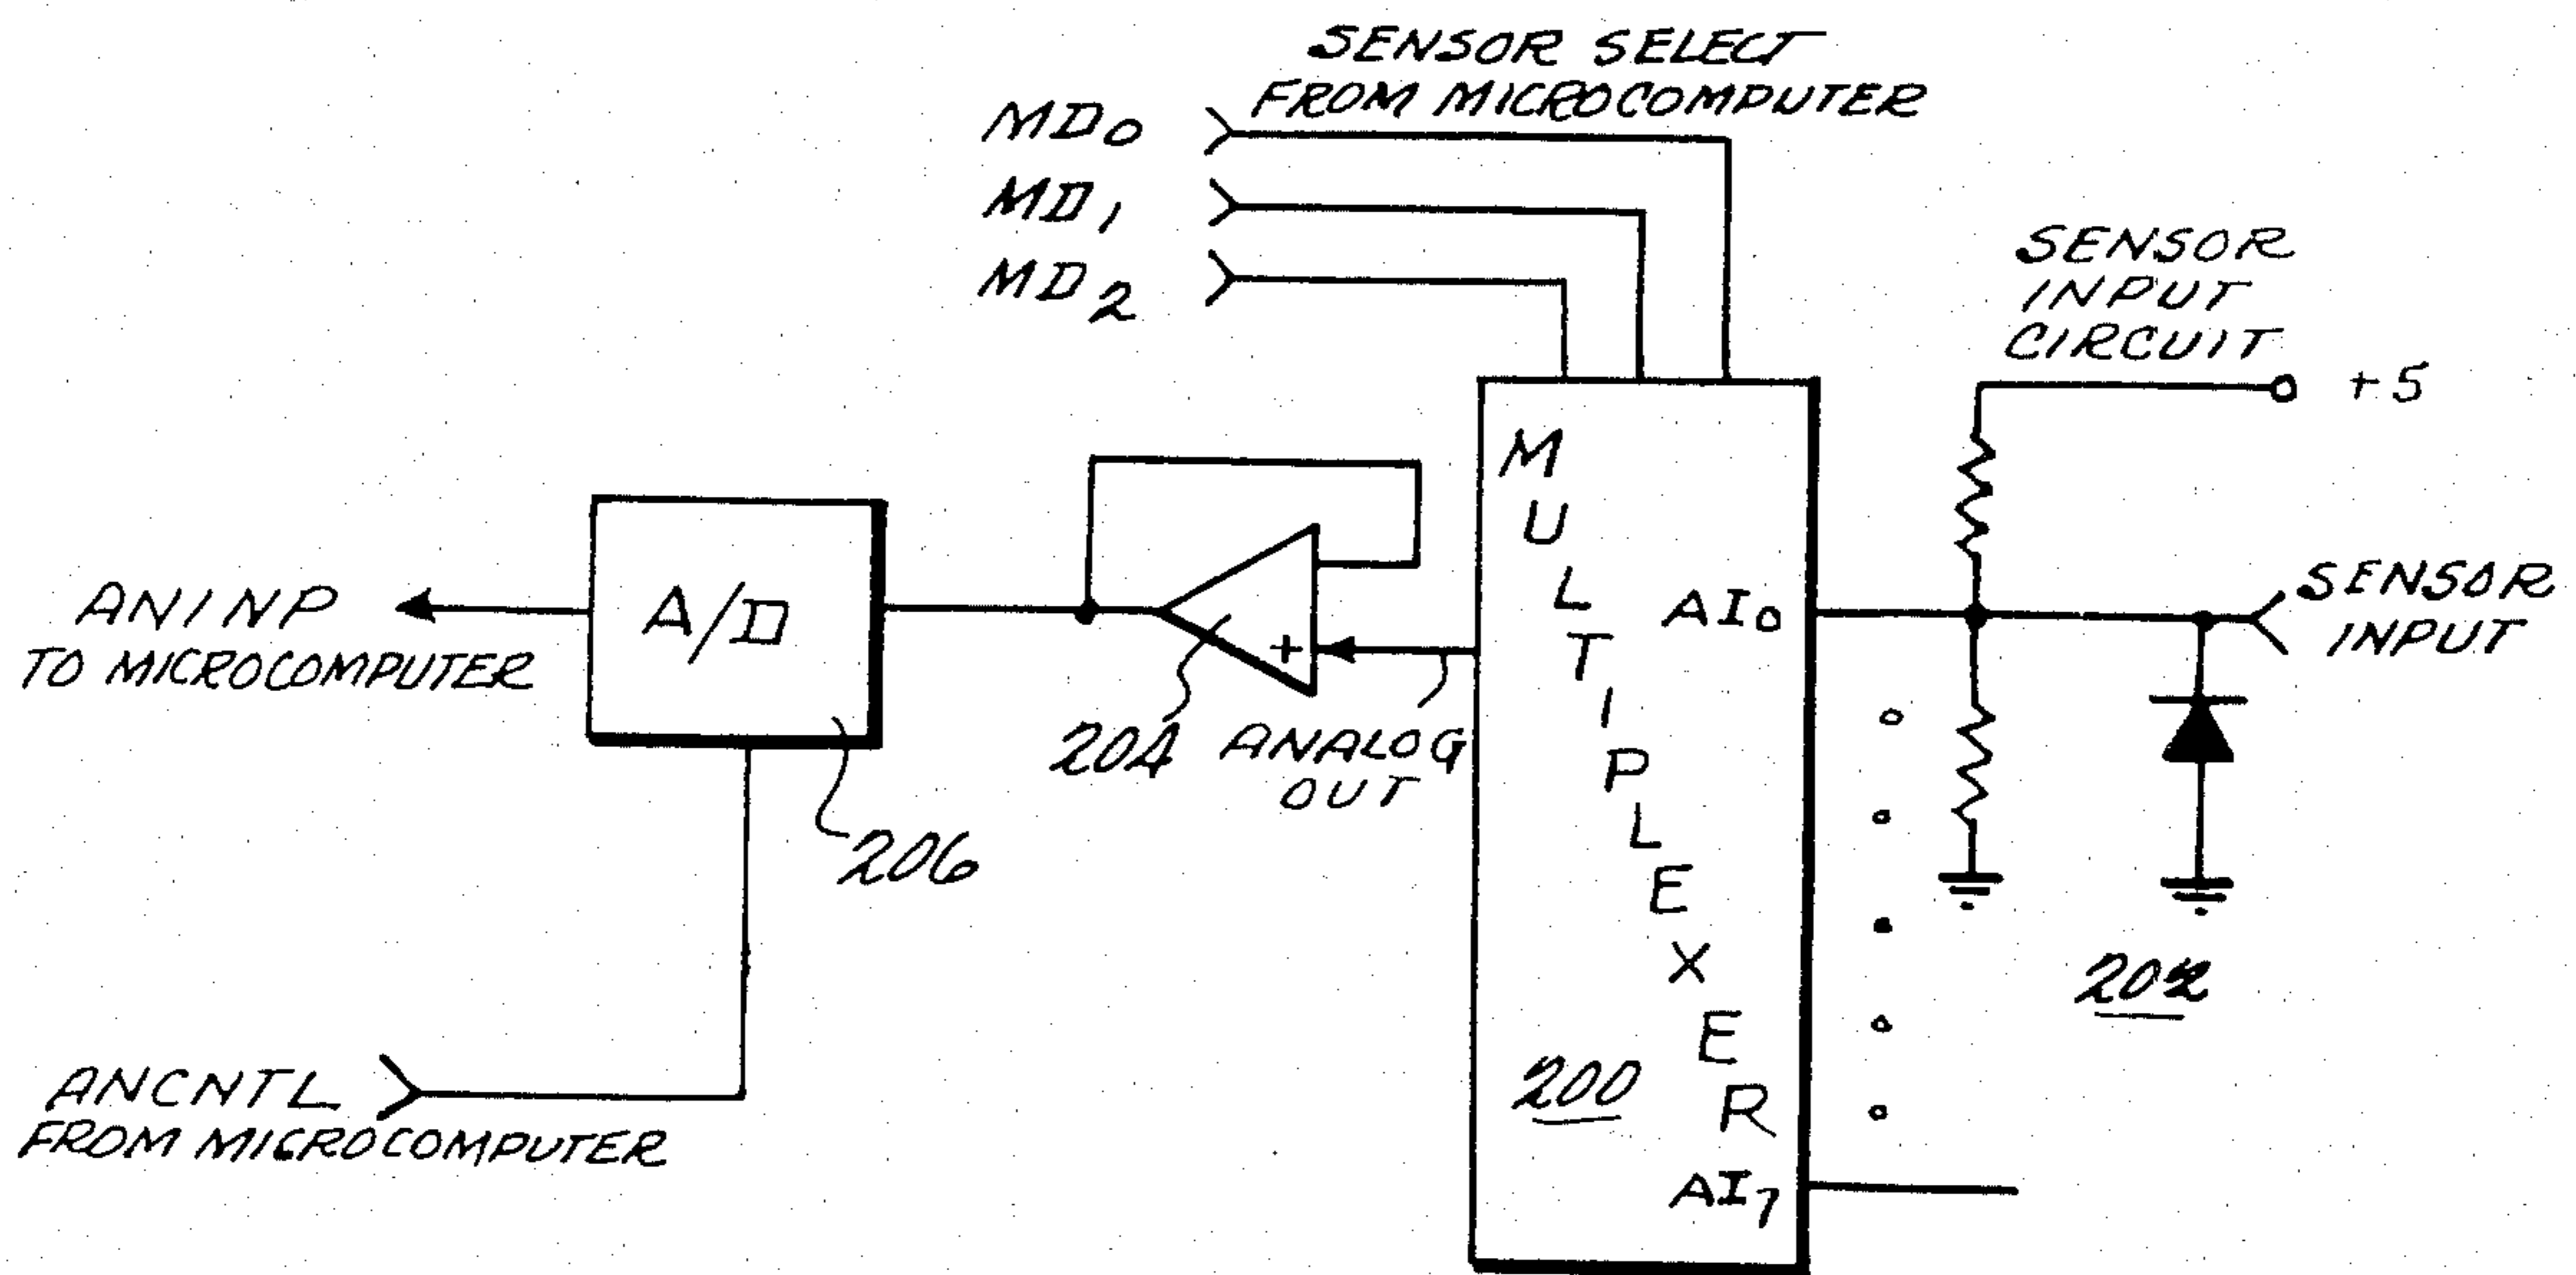 SENSOR SELECT
FROM MICROCOMPUTER
MD0
MD1
MD2
SENSOR
INPUT
CIRCUIT
+5
MULTIPLEXER
A/D
AI0
SENSOR
INPUT
ANINP
TO MICROCOMPUTER
+
204
ANALOG
OUT
206
202
200
ANCNTL
FROM MICROCOMPUTER
AI7